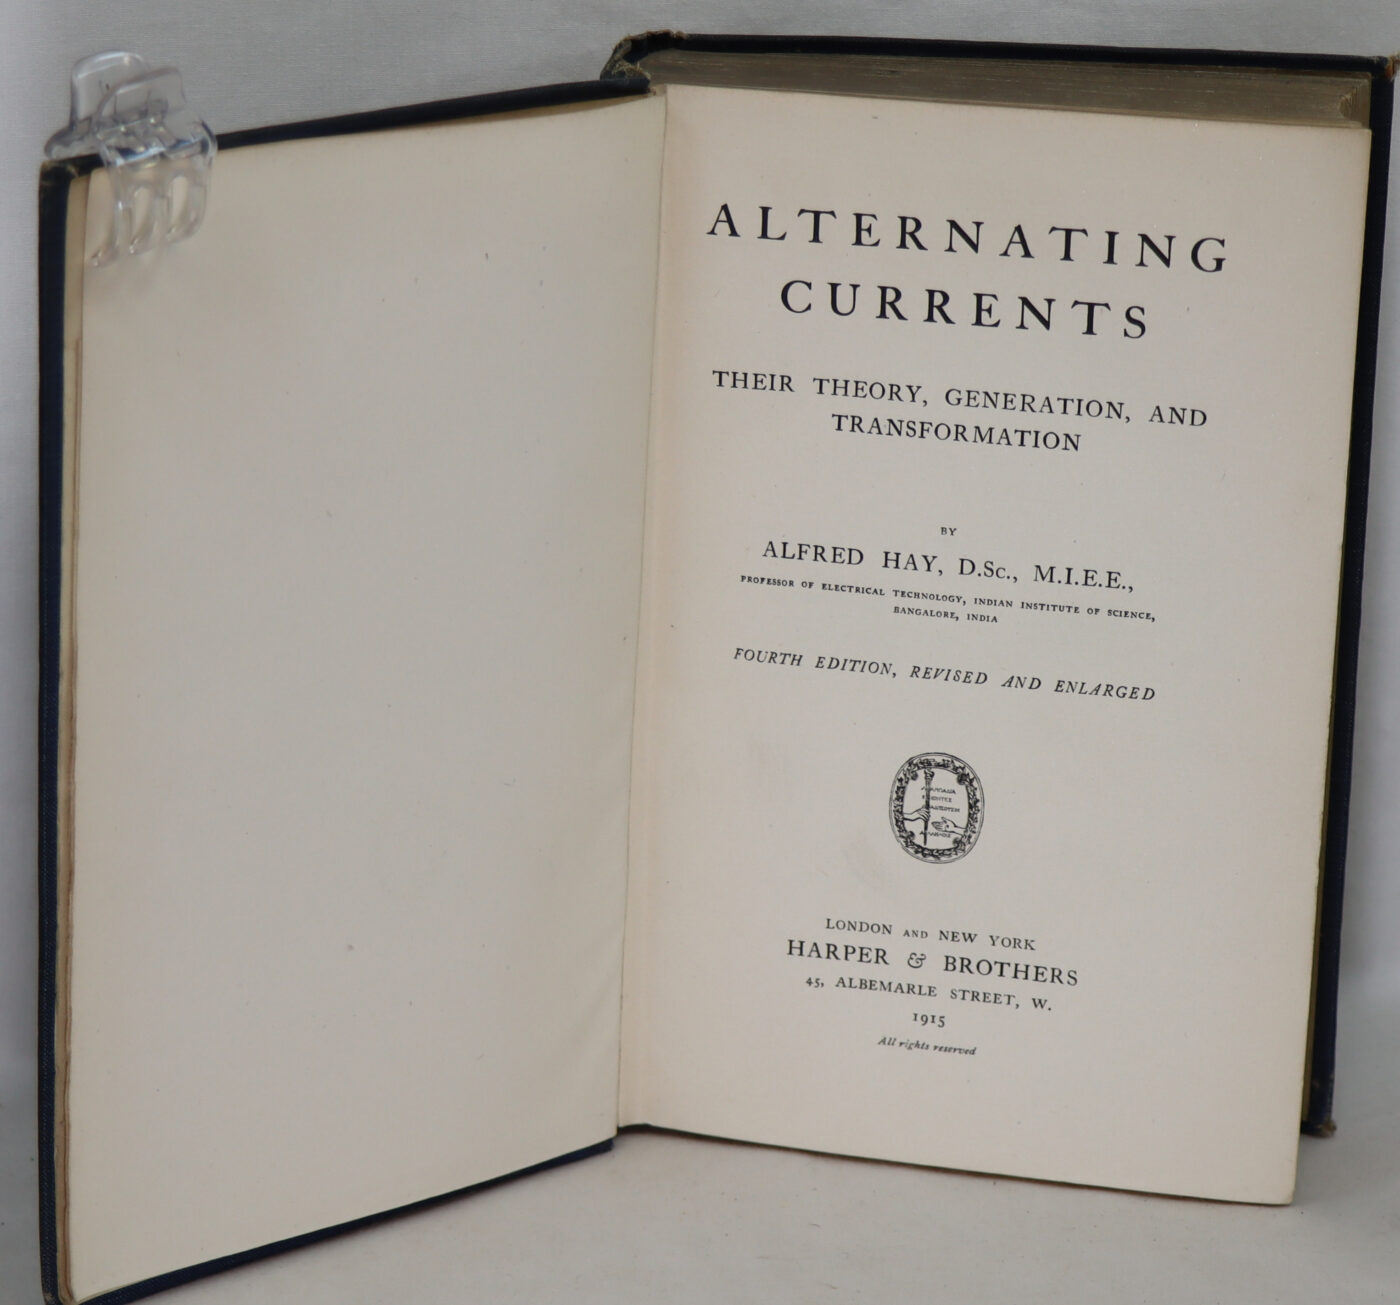 ALTERNATING
CURRENTS
THEIR THEORY, GENERATION, AND
TRANSFORMATION
BY
ALFRED HAY, D.Sc., M.I.E.E.,
PROFESSOR OF ELECTRICAL TECHNOLOGY, INDIAN INSTITUTE OF SCIENCE,
BANGALORE, INDIA
FOURTH EDITION, REVISED AND ENLARGED
LONDON AND NEW YORK
HARPER & BROTHERS
45, ALBEMARLE STREET, W.
1915
All rights reserved